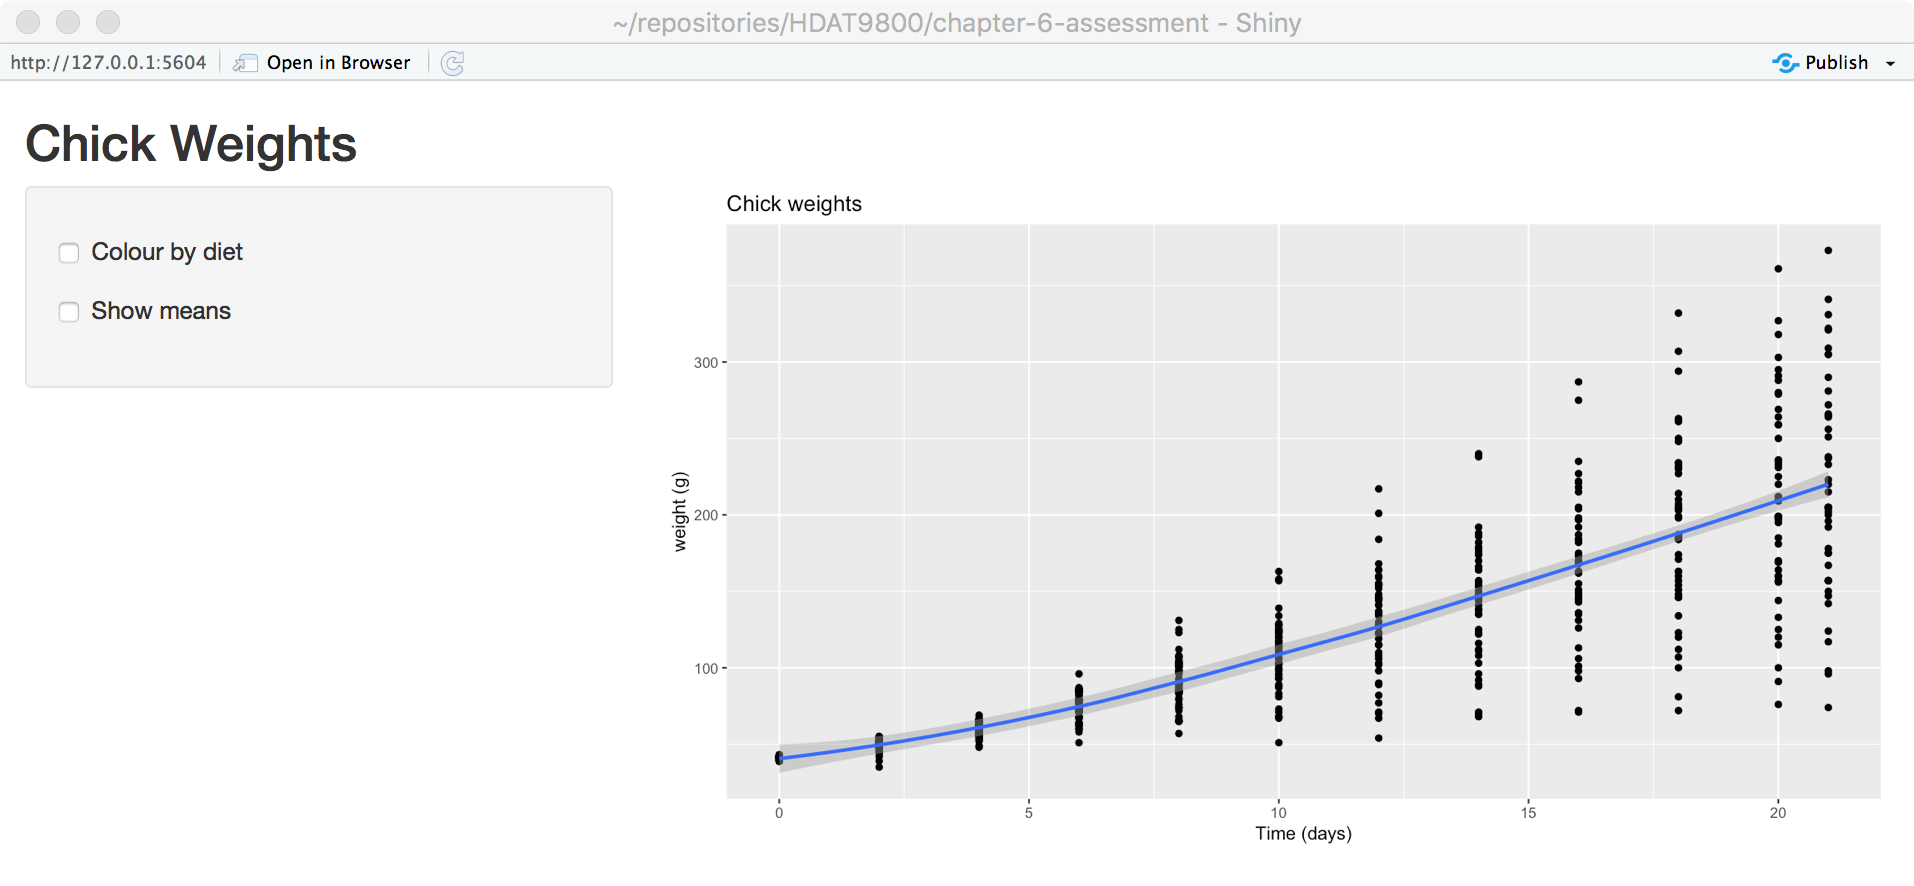 ~/repositories/HDAT9800/chapter-6-assessment - Shiny
http://127.0.0.1:5604 Open in Browser Publish
Chick Weights
Colour by diet
Show means
Chick weights
weight (g)
300
200
100
0 5 10 15 20
Time (days)